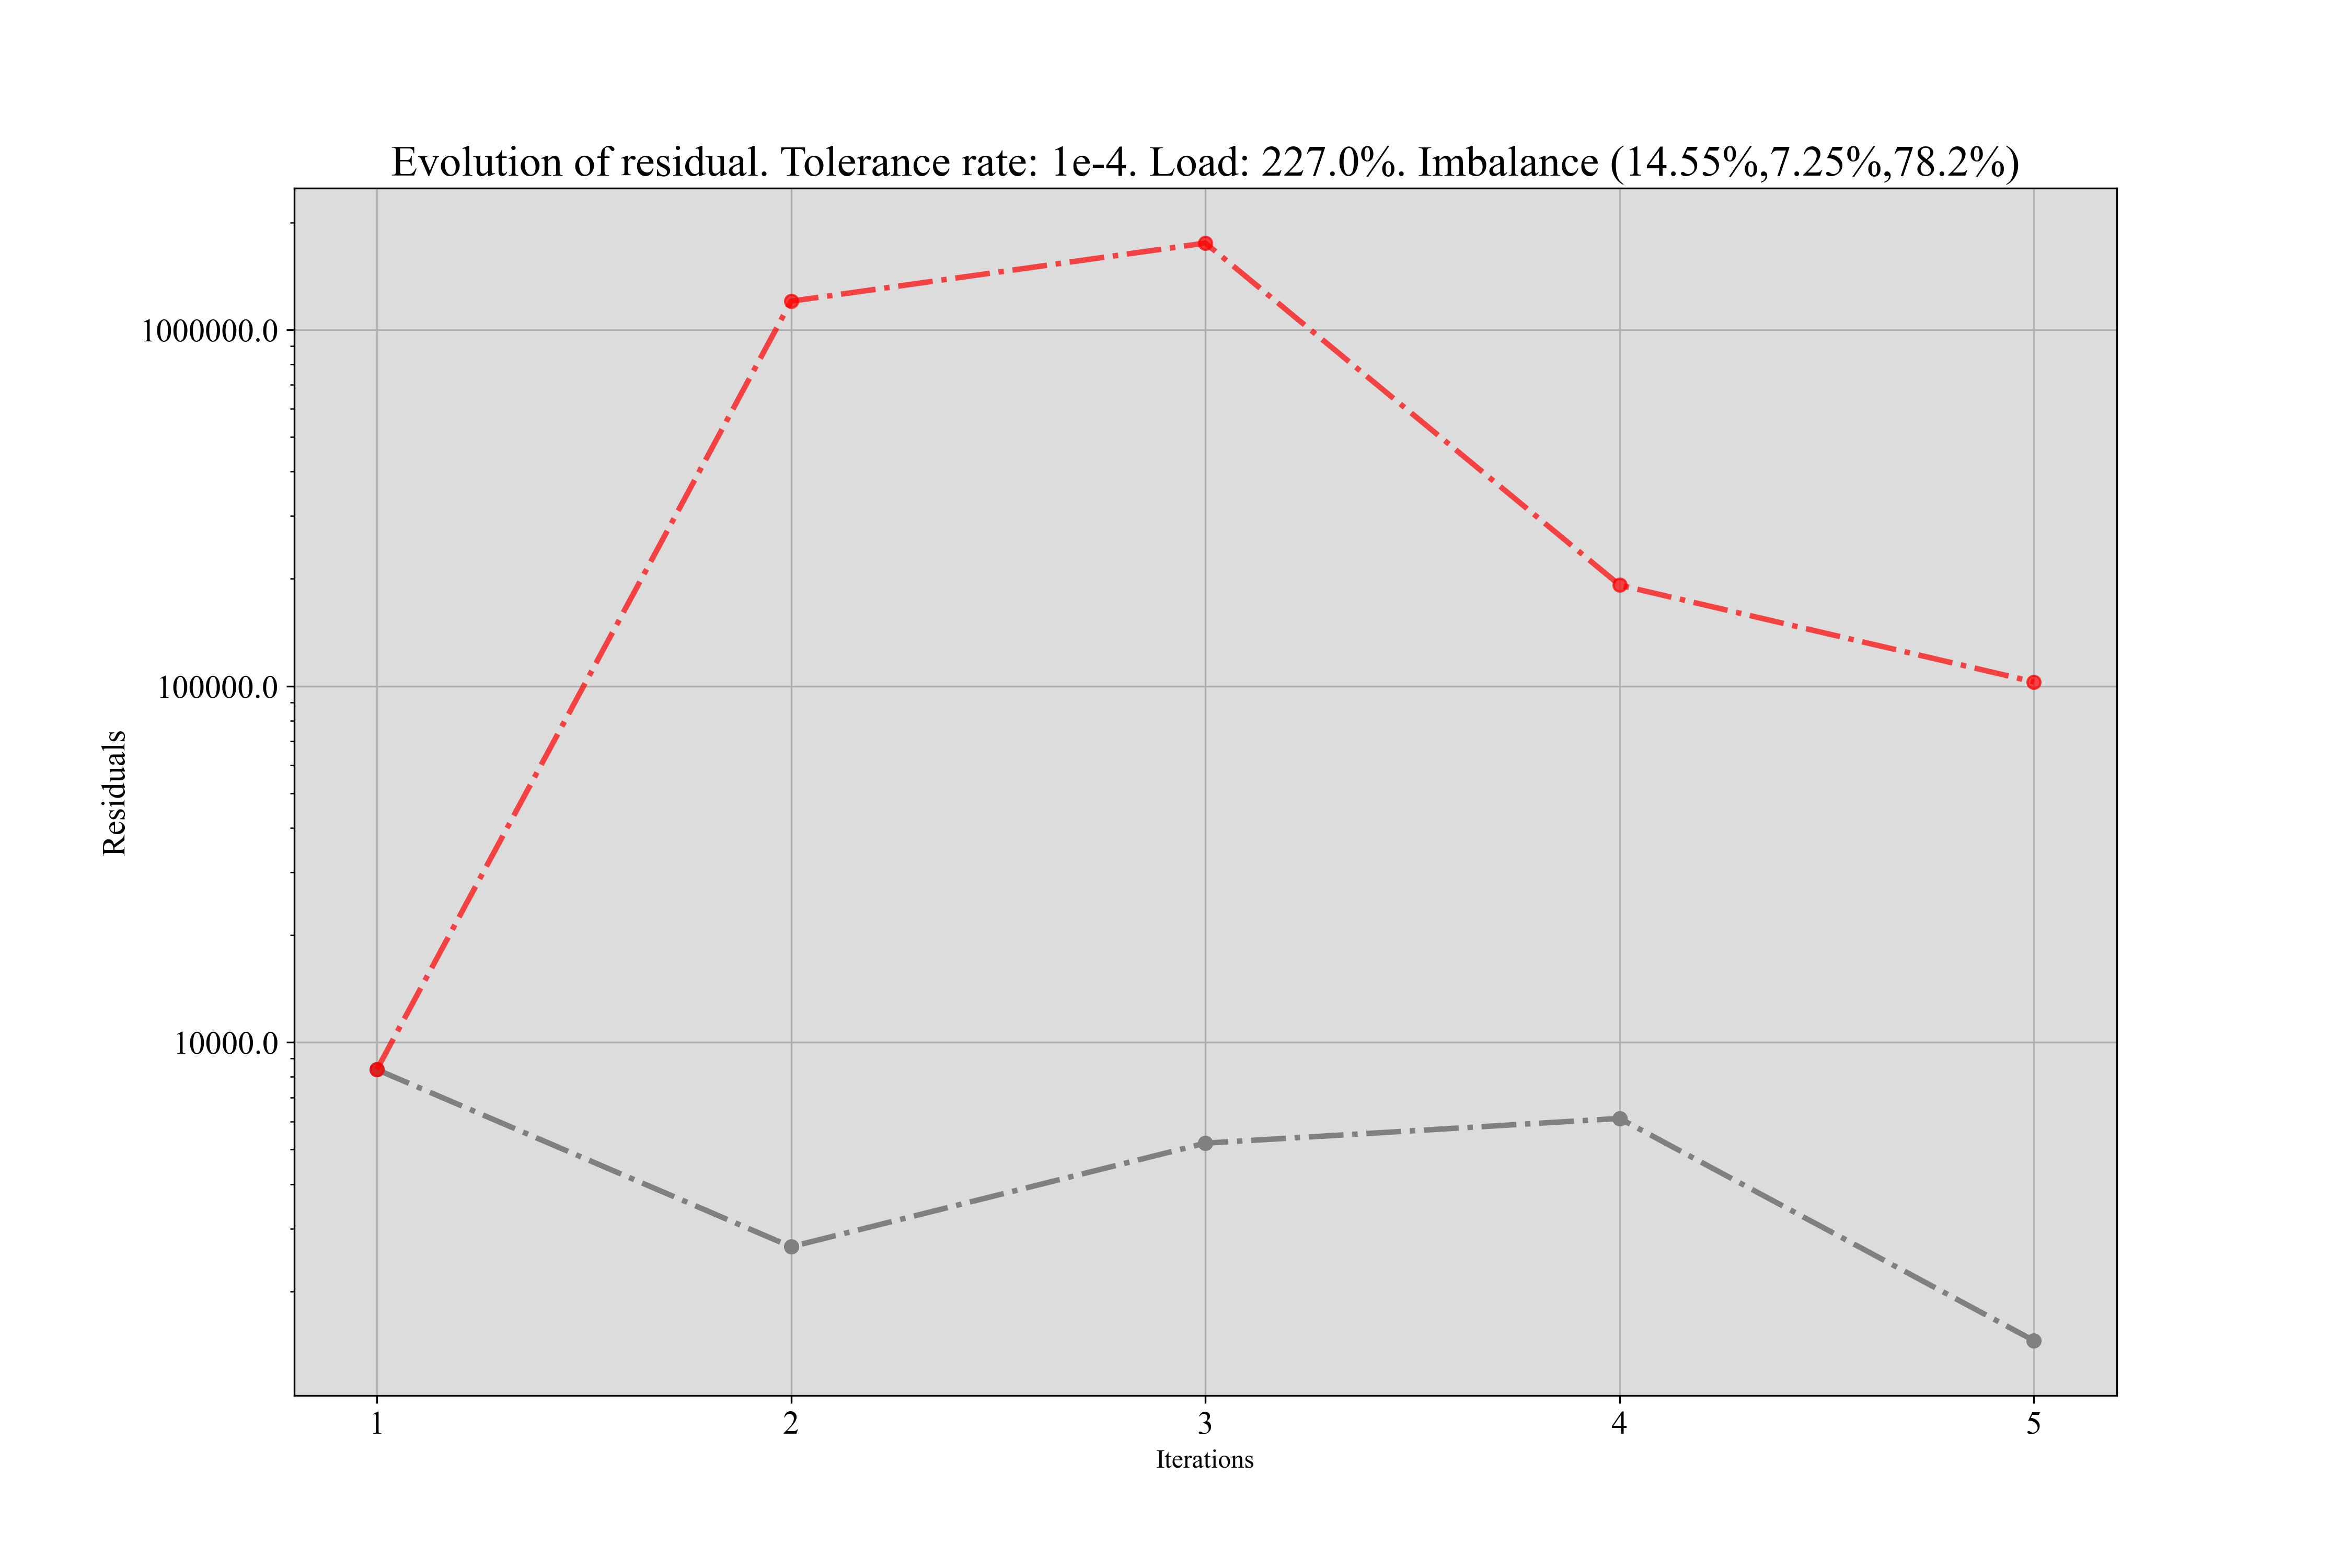 Evolution of residual. Tolerance rate: 1e-4. Load: 227.0%. Imbalance (14.55%,7.25%,78.2%)
1000000.0
100000.0
10000.0
Residuals
1 2 3 4 5
Iterations